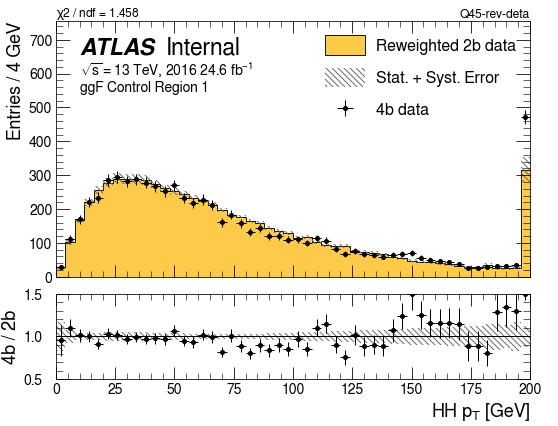 χ2 / ndf = 1.458 Q45-rev-deta
ATLAS Internal
√s = 13 TeV, 2016 24.6 fb⁻¹
ggF Control Region 1
Reweighted 2b data
Stat. + Syst. Error
4b data
Entries / 4 GeV
700
600
500
400
300
200
100
0
4b / 2b
1.5
1.0
0.5
0 25 50 75 100 125 150 175 200
HH pT [GeV]